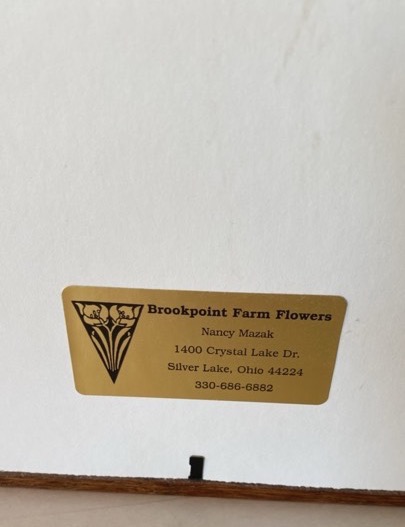 Brookpoint Farm Flowers
Nancy Mazak
1400 Crystal Lake Dr.
Silver Lake, Ohio 44224
330-686-6882